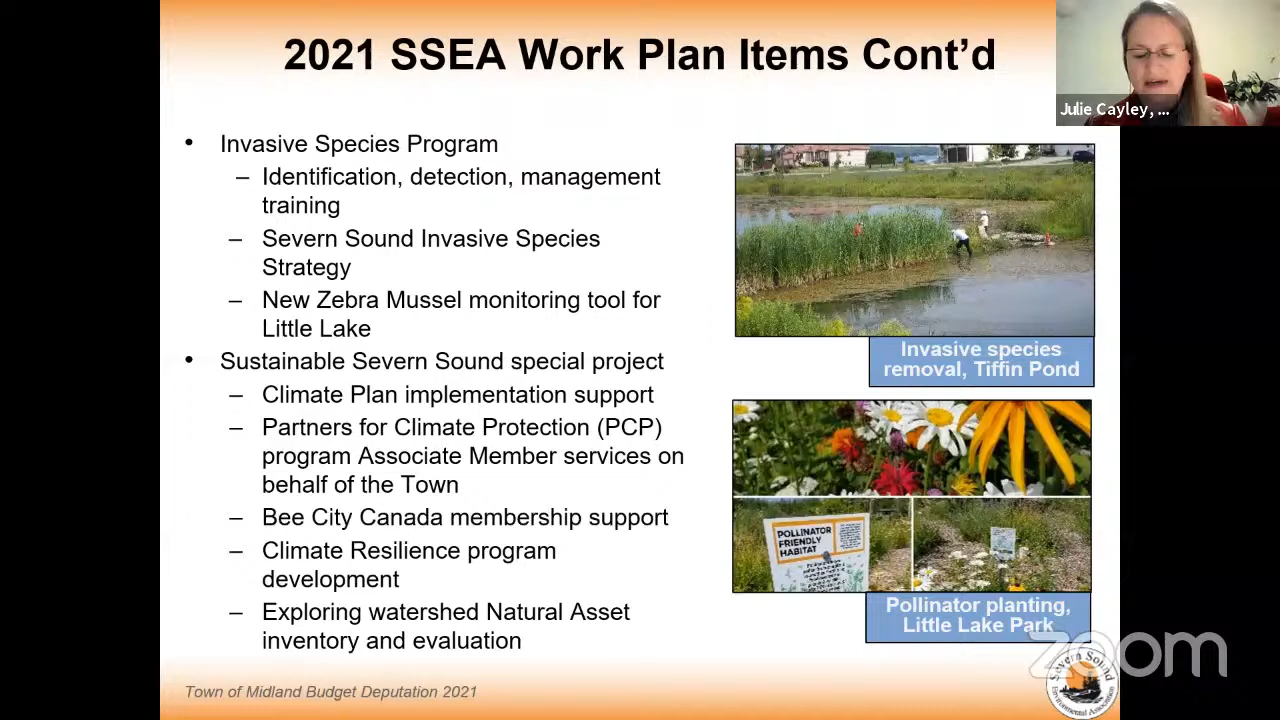 2021 SSEA Work Plan Items Cont’d
Julie Cayley, ...
• Invasive Species Program
– Identification, detection, management
training
– Severn Sound Invasive Species
Strategy
– New Zebra Mussel monitoring tool for
Little Lake
• Sustainable Severn Sound special project
– Climate Plan implementation support
– Partners for Climate Protection (PCP)
program Associate Member services on
behalf of the Town
– Bee City Canada membership support
– Climate Resilience program
development
– Exploring watershed Natural Asset
inventory and evaluation
Invasive species
removal, Tiffin Pond
POLLINATOR
FRIENDLY
HABITAT
Pollinator planting,
Little Lake Park
zoom
Severn Sound
Environmental Association
Town of Midland Budget Deputation 2021